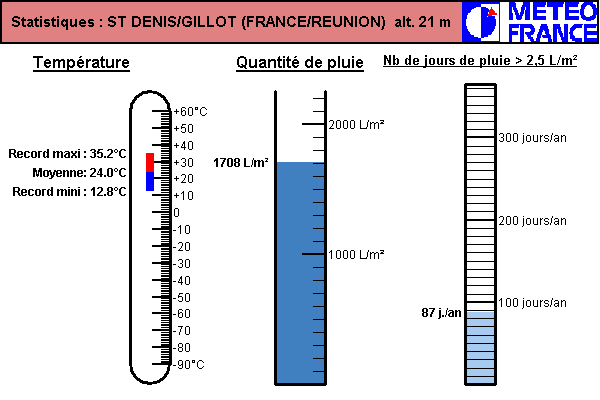 Statistiques : ST DENIS/GILLOT (FRANCE/REUNION) alt. 21 m
METEO
FRANCE
Température
Quantité de pluie
Nb de jours de pluie > 2,5 L/m²
+60°C
+50
+40
+30
+20
+10
0
-10
-20
-30
-40
-50
-60
-70
-80
-90°C
Record maxi : 35.2°C
Moyenne: 24.0°C
Record mini : 12.8°C
2000 L/m²
1708 L/m²
1000 L/m²
300 jours/an
200 jours/an
100 jours/an
87 j./an